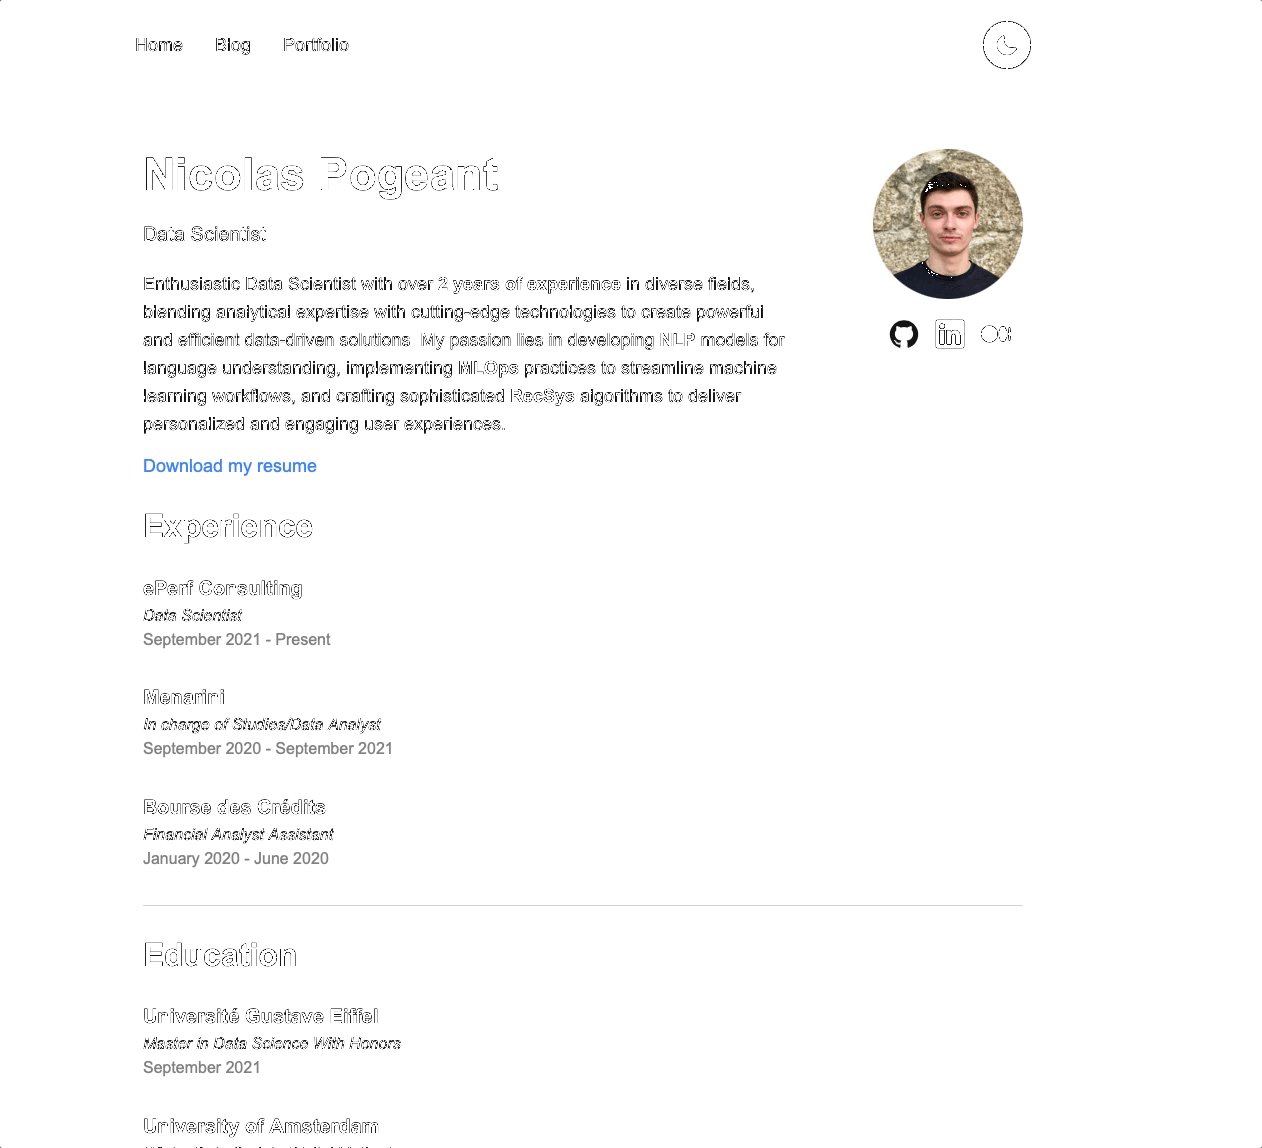 Home Blog Portfolio
Nicolas Pogeant
Data Scientist
Enthusiastic Data Scientist with over 2 years of experience in diverse fields,
blending analytical expertise with cutting-edge technologies to create powerful
and efficient data-driven solutions. My passion lies in developing NLP models for
language understanding, implementing MLOps practices to streamline machine
learning workflows, and crafting sophisticated RecSys algorithms to deliver
personalized and engaging user experiences.
in
Download my resume
Experience
ePerf Consulting
Data Scientist
September 2021 - Present
Menarini
In charge of Studies/Data Analyst
September 2020 - September 2021
Bourse des Crédits
Financial Analyst Assistant
January 2020 - June 2020
Education
Université Gustave Eiffel
Master in Data Science With Honors
September 2021
University of Amsterdam